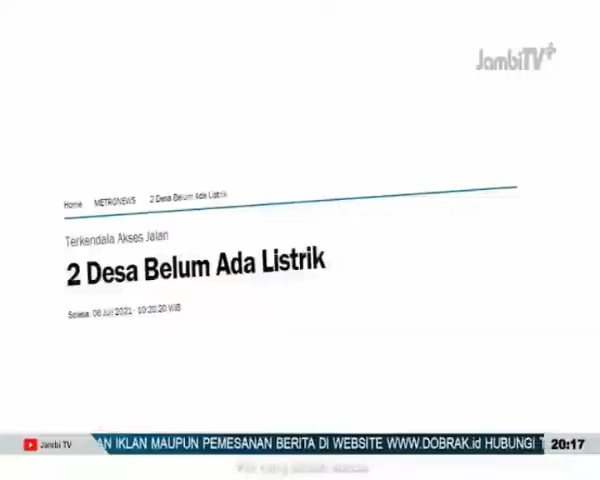 JambiTV+
Home METRONEWS 2 Desa Belum Ada Listrik
Terkendala Akses Jalan
2 Desa Belum Ada Listrik
Selasa, 06 Juli 2021 - 10:20:20 WIB
Jambi TV
AN IKLAN MAUPUN PEMESANAN BERITA DI WEBSITE WWW.DOBRAK.id HUBUNGI T
20:17